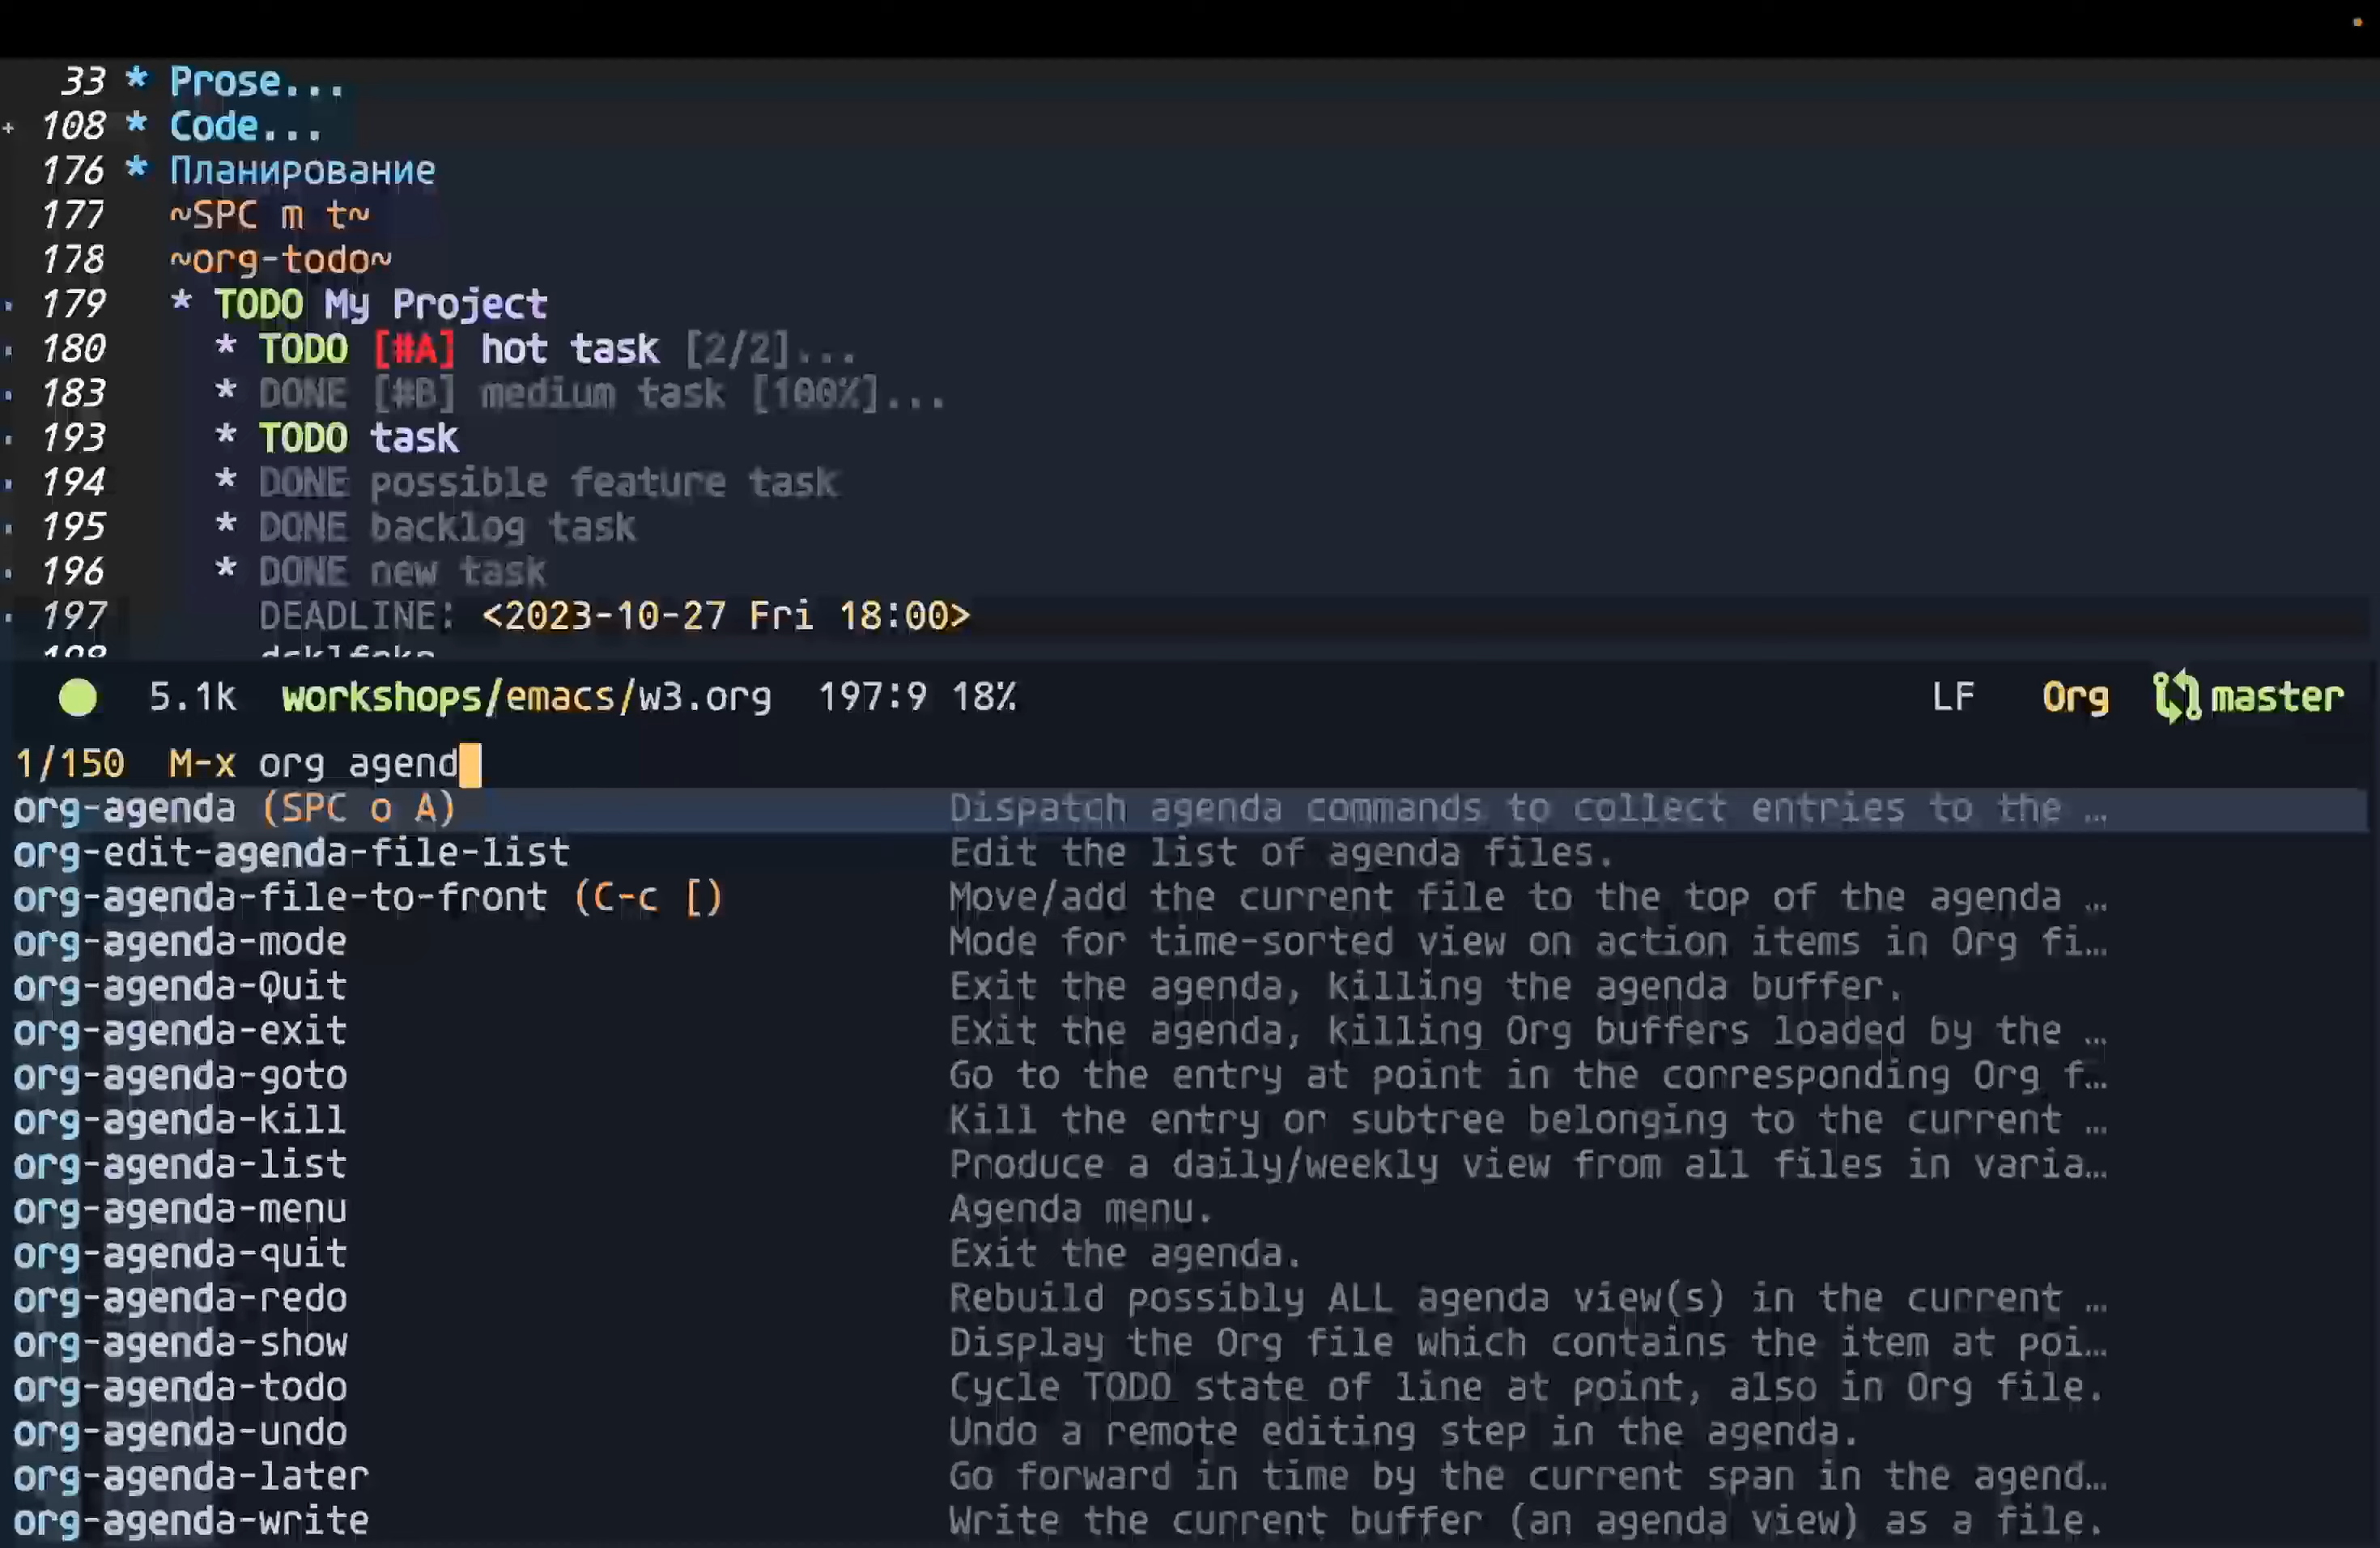 33 * Prose...
+ 108 * Code...
176 * Планирование
177 ~SPC m t~
178 ~org-todo~
179 * TODO My Project
180 * TODO [#A] hot task [2/2]...
183 * DONE [#B] medium task [100%]...
193 * TODO task
194 * DONE possible feature task
195 * DONE backlog task
196 * DONE new task
197 DEADLINE: <2023-10-27 Fri 18:00>
198
5.1k workshops/emacs/w3.org 197:9 18% LF Org master
1/150 M-x org agend
org-agenda (SPC o A) Dispatch agenda commands to collect entries to the …
org-edit-agenda-file-list Edit the list of agenda files.
org-agenda-file-to-front (C-c [) Move/add the current file to the top of the agenda …
org-agenda-mode Mode for time-sorted view on action items in Org fi…
org-agenda-Quit Exit the agenda, killing the agenda buffer.
org-agenda-exit Exit the agenda, killing Org buffers loaded by the …
org-agenda-goto Go to the entry at point in the corresponding Org f…
org-agenda-kill Kill the entry or subtree belonging to the current …
org-agenda-list Produce a daily/weekly view from all files in varia…
org-agenda-menu Agenda menu.
org-agenda-quit Exit the agenda.
org-agenda-redo Rebuild possibly ALL agenda view(s) in the current …
org-agenda-show Display the Org file which contains the item at poi…
org-agenda-todo Cycle TODO state of line at point, also in Org file.
org-agenda-undo Undo a remote editing step in the agenda.
org-agenda-later Go forward in time by the current span in the agend…
org-agenda-write Write the current buffer (an agenda view) as a file.